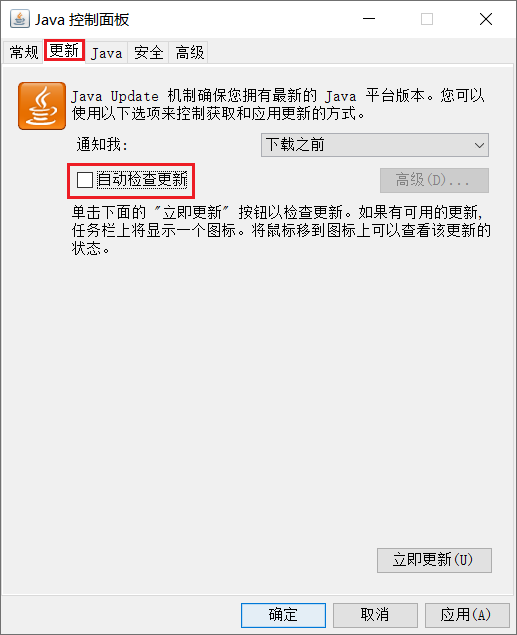 Java 控制面板
常规 更新 Java 安全 高级
Java Update 机制确保您拥有最新的 Java 平台版本。您可以
使用以下选项来控制获取和应用更新的方式。
通知我: 下载之前
自动检查更新 高级(D)...
单击下面的 "立即更新" 按钮以检查更新。如果有可用的更新,
任务栏上将显示一个图标。将鼠标移到图标上可以查看该更新的
状态。
立即更新(U)
确定 取消 应用(A)